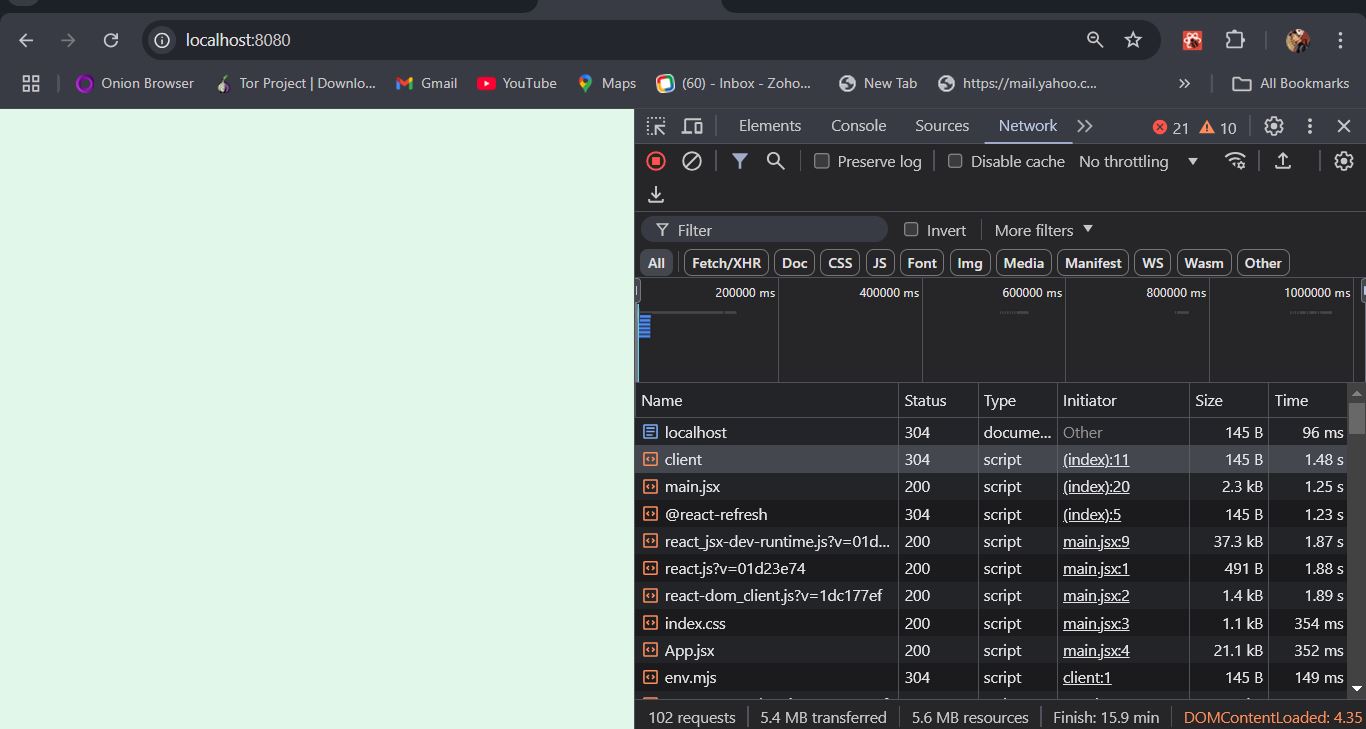 localhost:8080
Onion Browser
Tor Project | Downlo...
Gmail
YouTube
Maps
(60) - Inbox - Zoho...
New Tab
https://mail.yahoo.c...
»
All Bookmarks
Elements Console Sources Network » 21 10
Preserve log Disable cache No throttling
Filter Invert More filters
All Fetch/XHR Doc CSS JS Font Img Media Manifest WS Wasm Other
200000 ms 400000 ms 600000 ms 800000 ms 1000000 ms
Name Status Type Initiator Size Time
localhost 304 docume... Other 145 B 96 ms
client 304 script (index):11 145 B 1.48 s
main.jsx 200 script (index):20 2.3 kB 1.25 s
@react-refresh 304 script (index):5 145 B 1.23 s
react_jsx-dev-runtime.js?v=01d... 200 script main.jsx:9 37.3 kB 1.87 s
react.js?v=01d23e74 200 script main.jsx:1 491 B 1.88 s
react-dom_client.js?v=1dc177ef 200 script main.jsx:2 1.4 kB 1.89 s
index.css 200 script main.jsx:3 1.1 kB 354 ms
App.jsx 200 script main.jsx:4 21.1 kB 352 ms
env.mjs 304 script client:1 145 B 149 ms
102 requests 5.4 MB transferred 5.6 MB resources Finish: 15.9 min DOMContentLoaded: 4.35